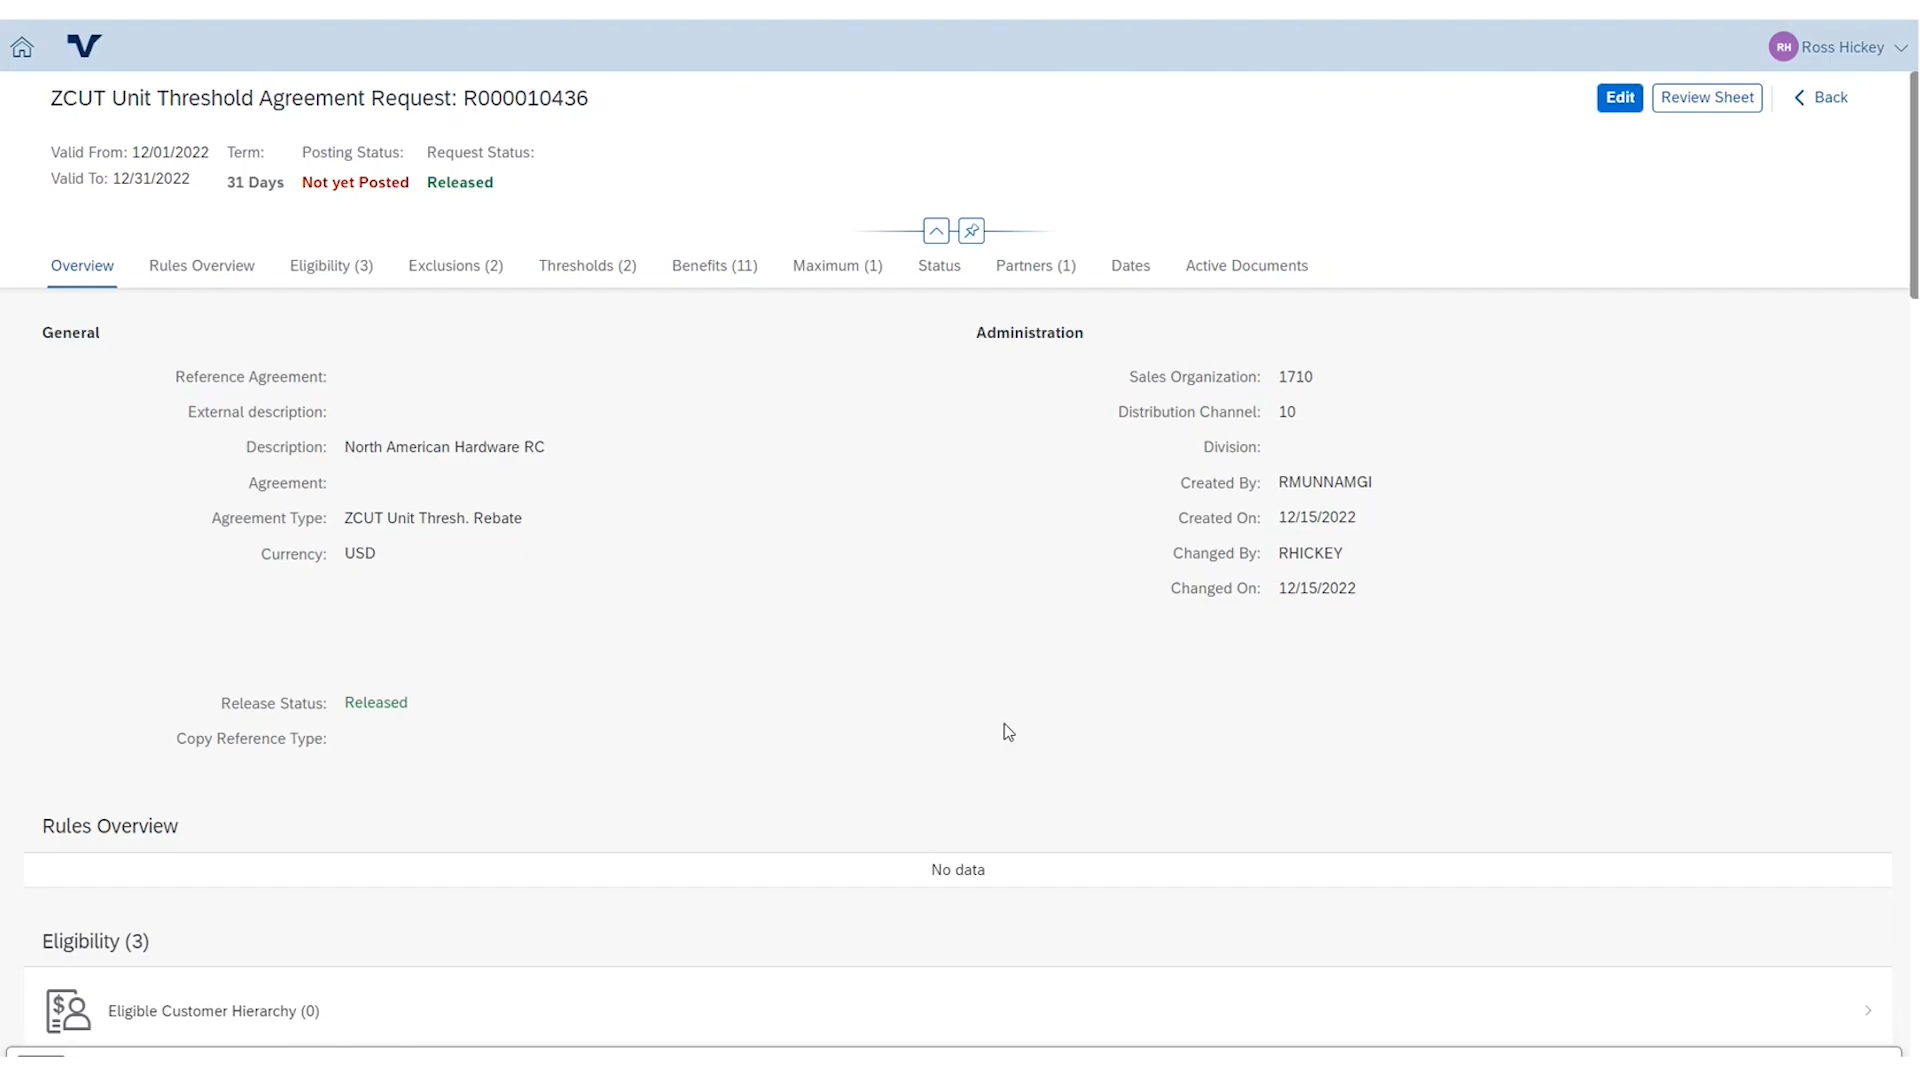 RH Ross Hickey
ZCUT Unit Threshold Agreement Request: R000010436
Edit Review Sheet Back
Valid From: 12/01/2022 Term: Posting Status: Request Status:
Valid To: 12/31/2022 31 Days Not yet Posted Released
Overview Rules Overview Eligibility (3) Exclusions (2) Thresholds (2) Benefits (11) Maximum (1) Status Partners (1) Dates Active Documents
General
Reference Agreement:
External description:
Description: North American Hardware RC
Agreement:
Agreement Type: ZCUT Unit Thresh. Rebate
Currency: USD
Release Status: Released
Copy Reference Type:
Administration
Sales Organization: 1710
Distribution Channel: 10
Division:
Created By: RMUNNAMGI
Created On: 12/15/2022
Changed By: RHICKEY
Changed On: 12/15/2022
Rules Overview
No data
Eligibility (3)
Eligible Customer Hierarchy (0)